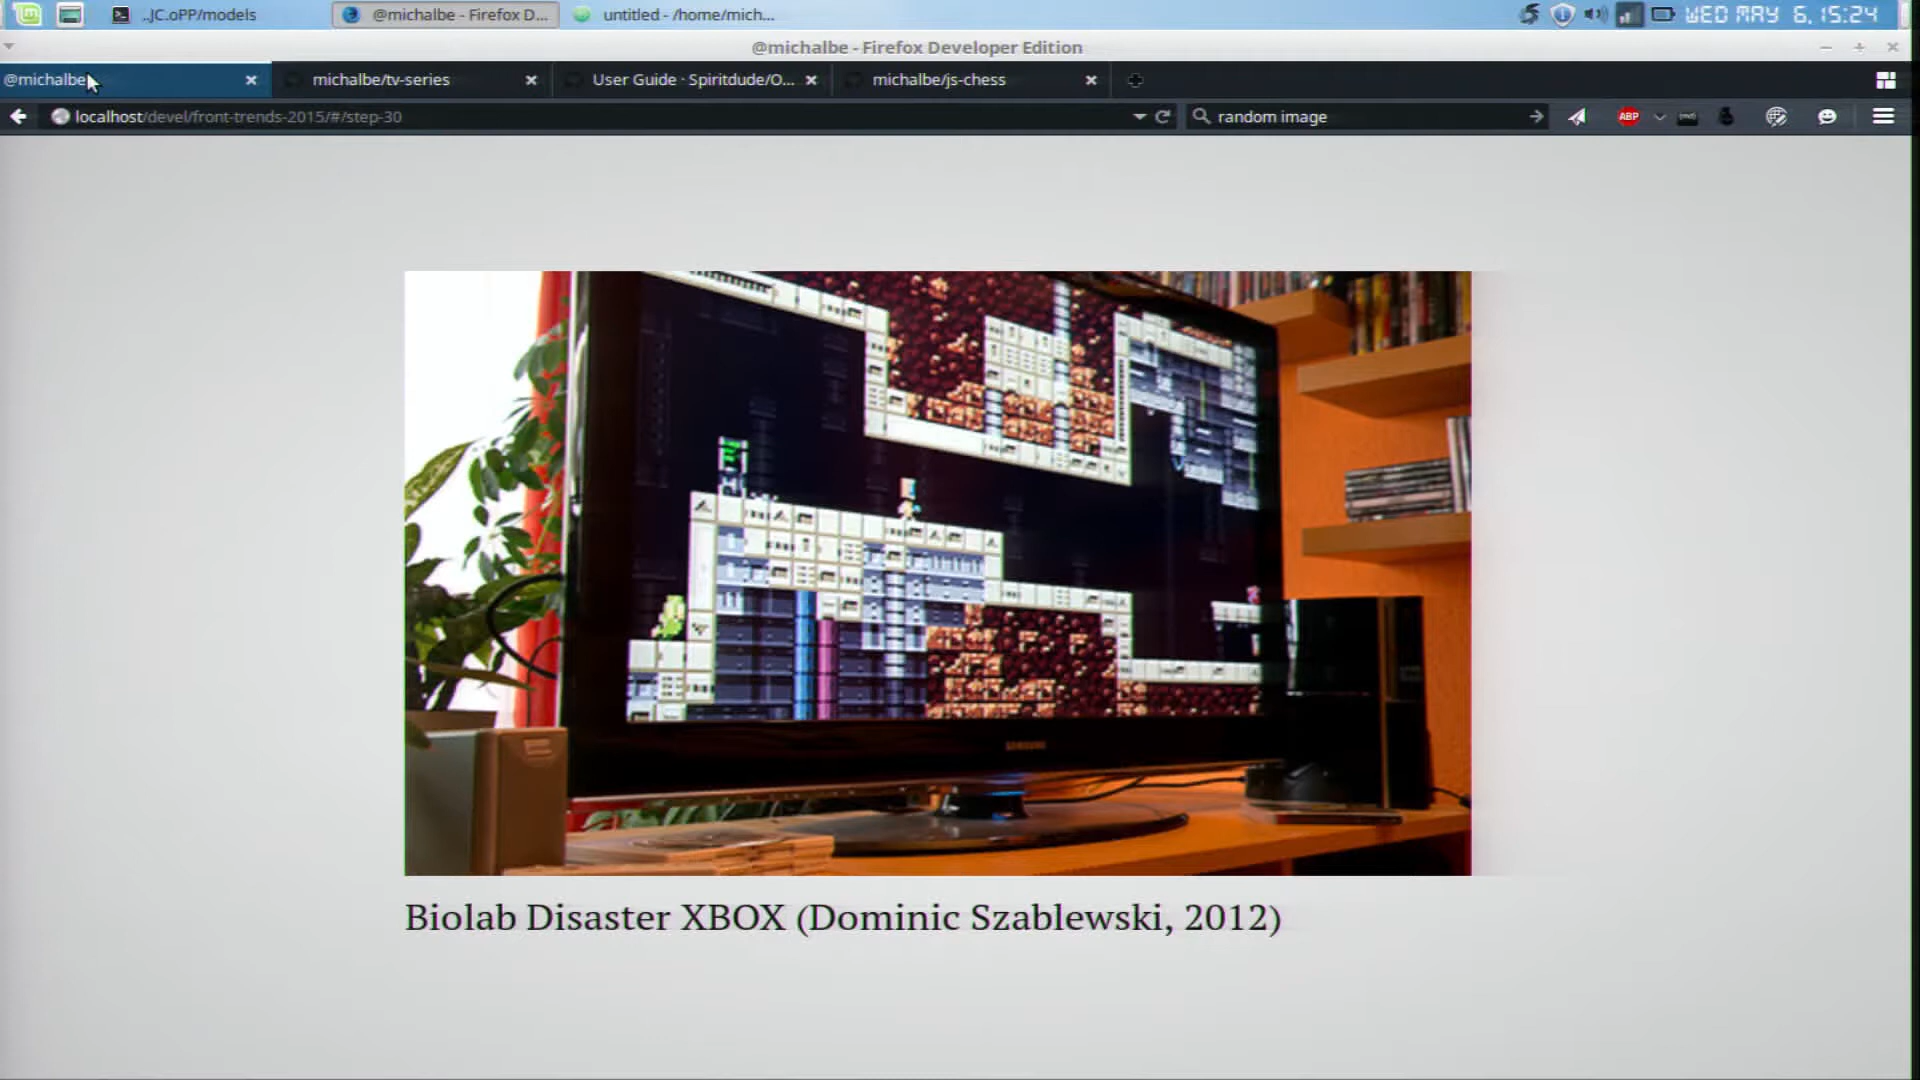 ..JC.oPP/models
@michalbe - Firefox D...
untitled - /home/mich...
WED MAY 6, 15:24
@michalbe - Firefox Developer Edition
@michalbe
michalbe/tv-series
User Guide · Spiritdude/O...
michalbe/js-chess
localhost/devel/front-trends-2015/#/step-30
random image
ABP
SAMSUNG
Biolab Disaster XBOX (Dominic Szablewski, 2012)